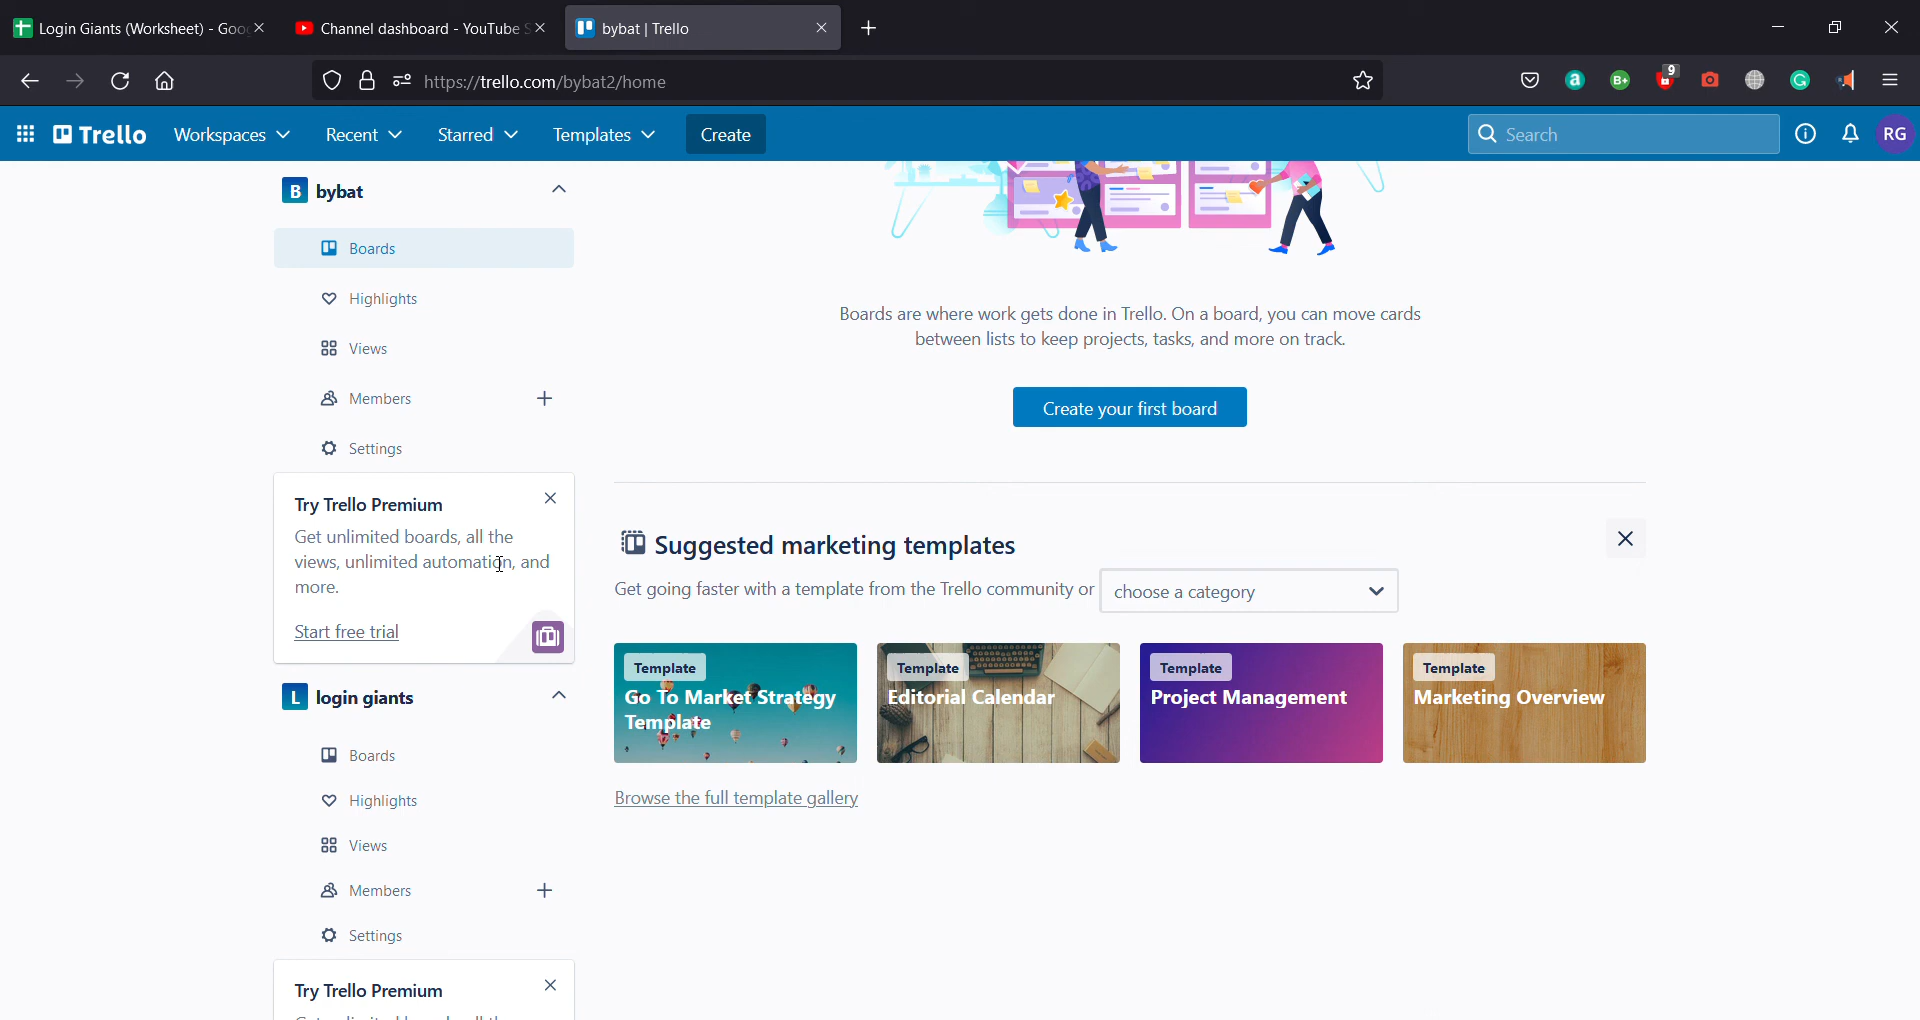 Login Giants (Worksheet) - Goo
Channel dashboard - YouTube S
bybat | Trello
https://trello.com/bybat2/home
B+
9
Trello
Workspaces
Recent
Starred
Templates
Create
Search
RG
B bybat
Boards
Highlights
Views
Members
Settings
Try Trello Premium
Get unlimited boards, all the
views, unlimited automation, and
more.
Start free trial
L login giants
Boards
Highlights
Views
Members
Settings
Try Trello Premium
Boards are where work gets done in Trello. On a board, you can move cards
between lists to keep projects, tasks, and more on track.
Create your first board
Suggested marketing templates
Get going faster with a template from the Trello community or choose a category
Template
Go To Market Strategy
Template
Template
Editorial Calendar
Template
Project Management
Template
Marketing Overview
Browse the full template gallery